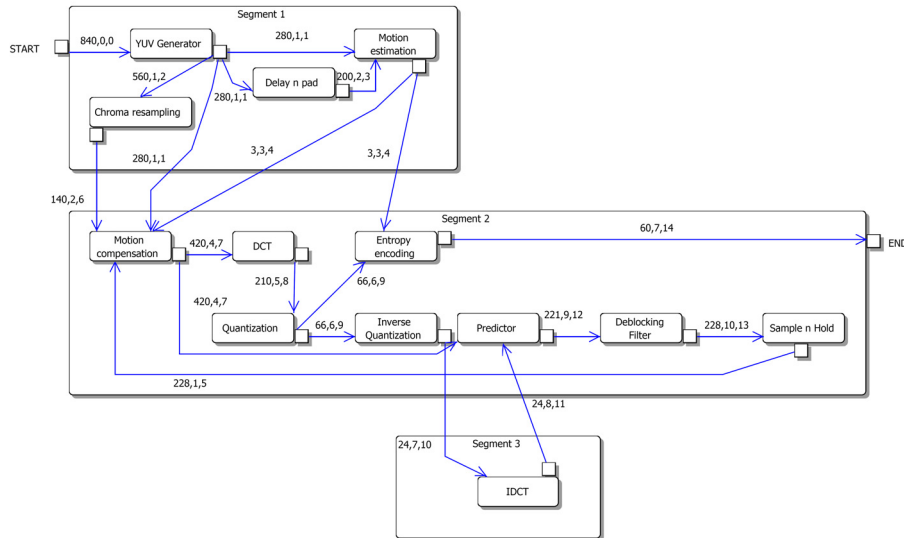 Segment 1
START
840,0,0
YUV Generator
280,1,1
Motion
estimation
560,1,2
Delay n pad
200,2,3
280,1,1
Chroma resampling
280,1,1
3,3,4
3,3,4
140,2,6
Segment 2
Motion
compensation
420,4,7
DCT
Entropy
encoding
60,7,14
END
210,5,8
66,6,9
420,4,7
Quantization
66,6,9
Inverse
Quantization
Predictor
221,9,12
Deblocking
Filter
228,10,13
Sample n Hold
228,1,5
24,8,11
24,7,10
Segment 3
IDCT